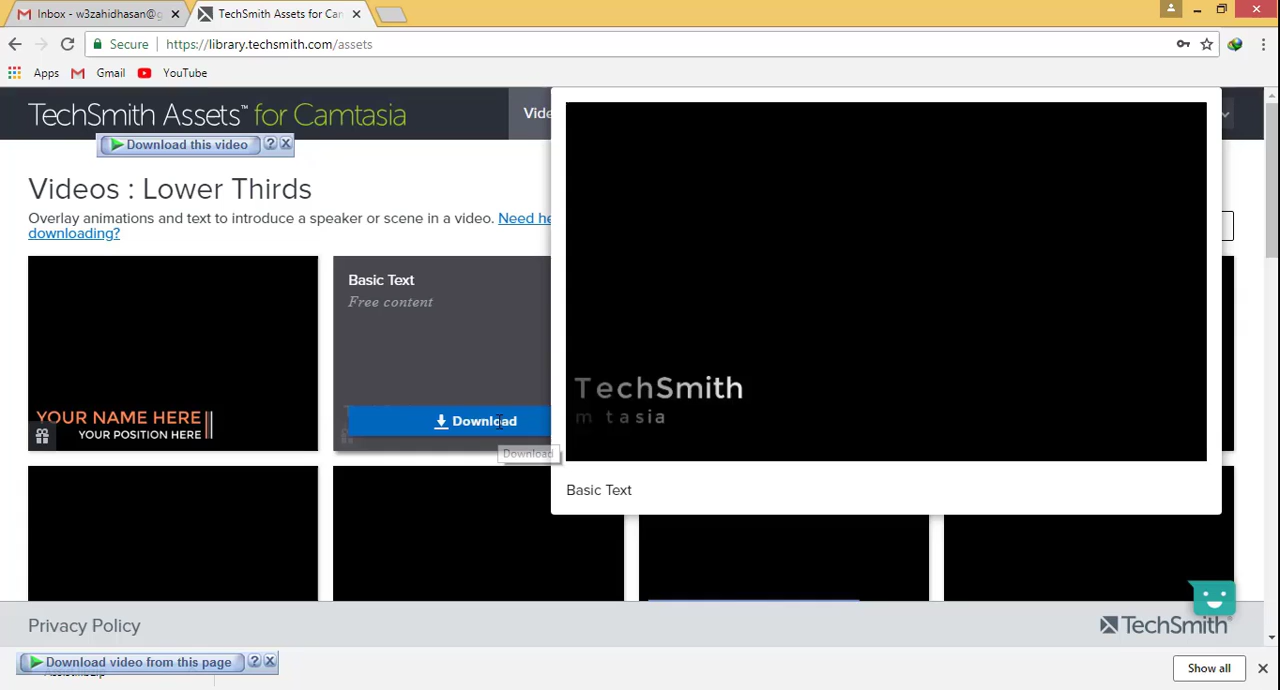 Inbox - w3zahidhasan@g
TechSmith Assets for Can
Secure
https://library.techsmith.com/assets
Apps
Gmail
YouTube
TechSmith Assets™ for Camtasia
Vide
Download this video
?
X
Videos : Lower Thirds
Overlay animations and text to introduce a speaker or scene in a video. Need he
downloading?
YOUR NAME HERE
YOUR POSITION HERE
Basic Text
Free content
Download
Download
TechSmith
m tasia
Basic Text
Privacy Policy
TechSmith
Download video from this page
?
X
Show all